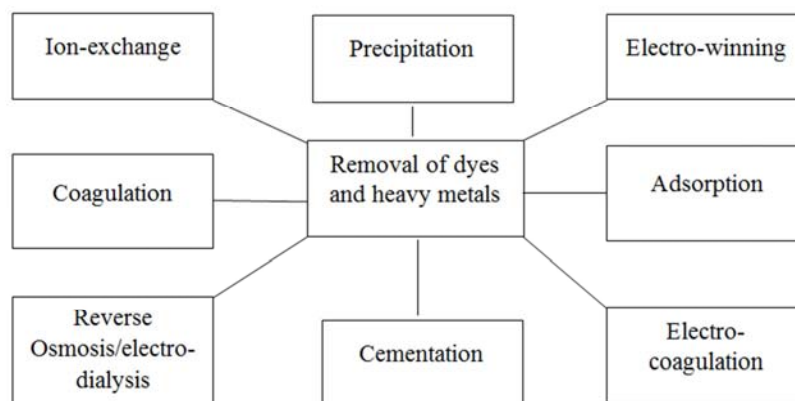 Ion-exchange
Precipitation
Electro-winning
Coagulation
Removal of dyes
and heavy metals
Adsorption
Reverse
Osmosis/electro-
dialysis
Cementation
Electro-
coagulation